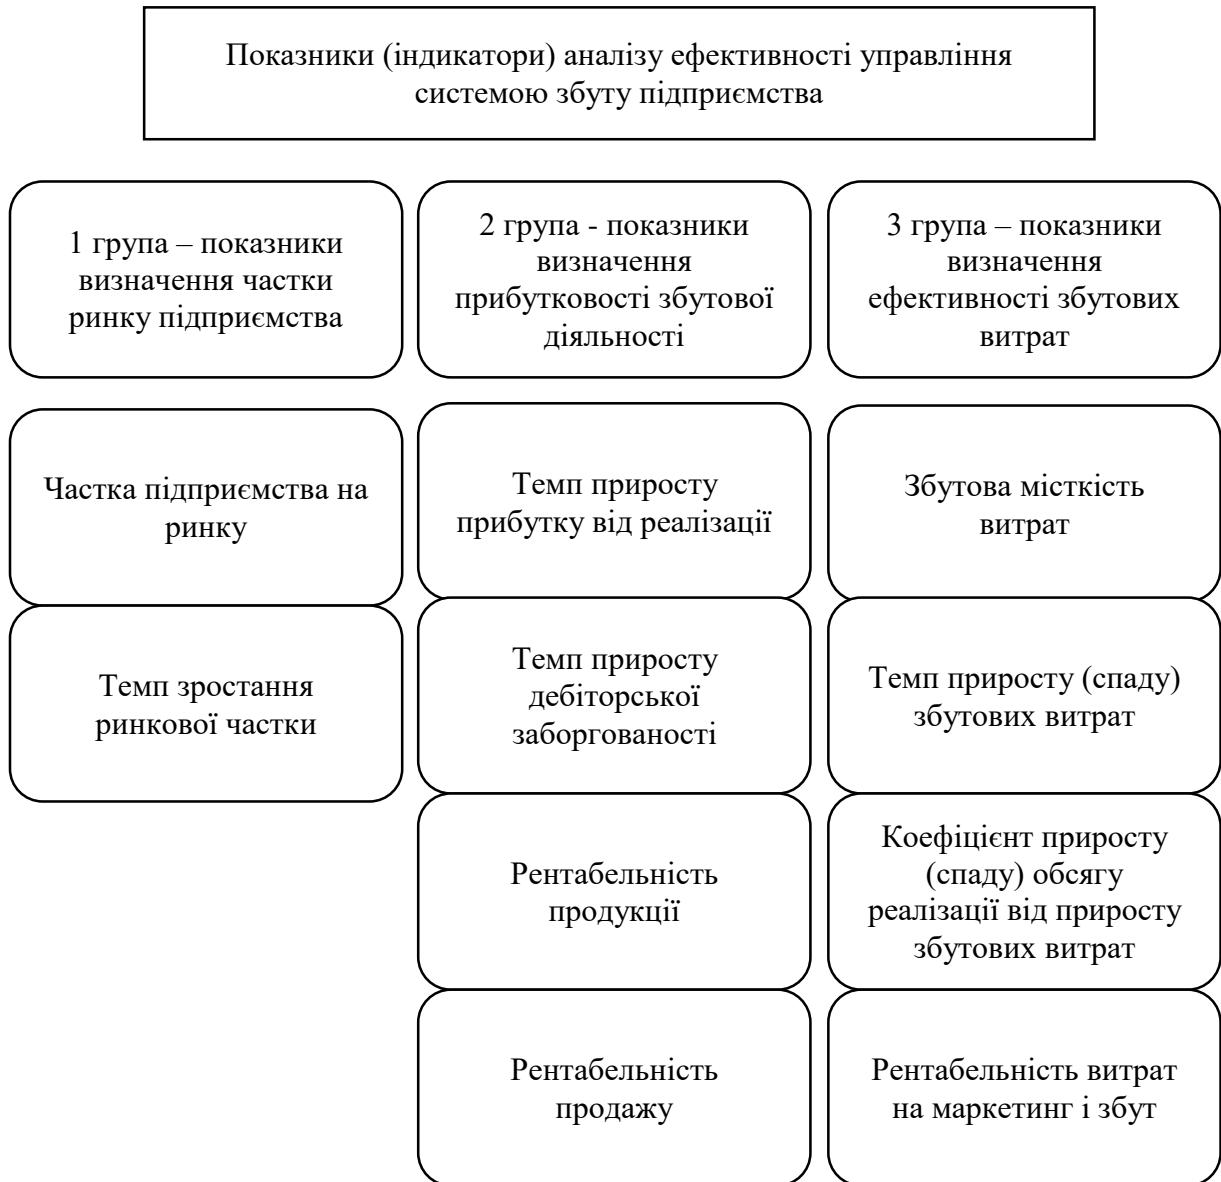 Показники (індикатори) аналізу ефективності управління
системою збуту підприємства
1 група – показники
визначення частки
ринку підприємства
2 група - показники
визначення
прибутковості збутової
діяльності
3 група – показники
визначення
ефективності збутових
витрат
Частка підприємства на
ринку
Темп приросту
прибутку від реалізації
Збутова місткість
витрат
Темп зростання
ринкової частки
Темп приросту
дебіторської
заборгованості
Темп приросту (спаду)
збутових витрат
Рентабельність
продукції
Коефіцієнт приросту
(спаду) обсягу
реалізації від приросту
збутових витрат
Рентабельність
продажу
Рентабельність витрат
на маркетинг і збут